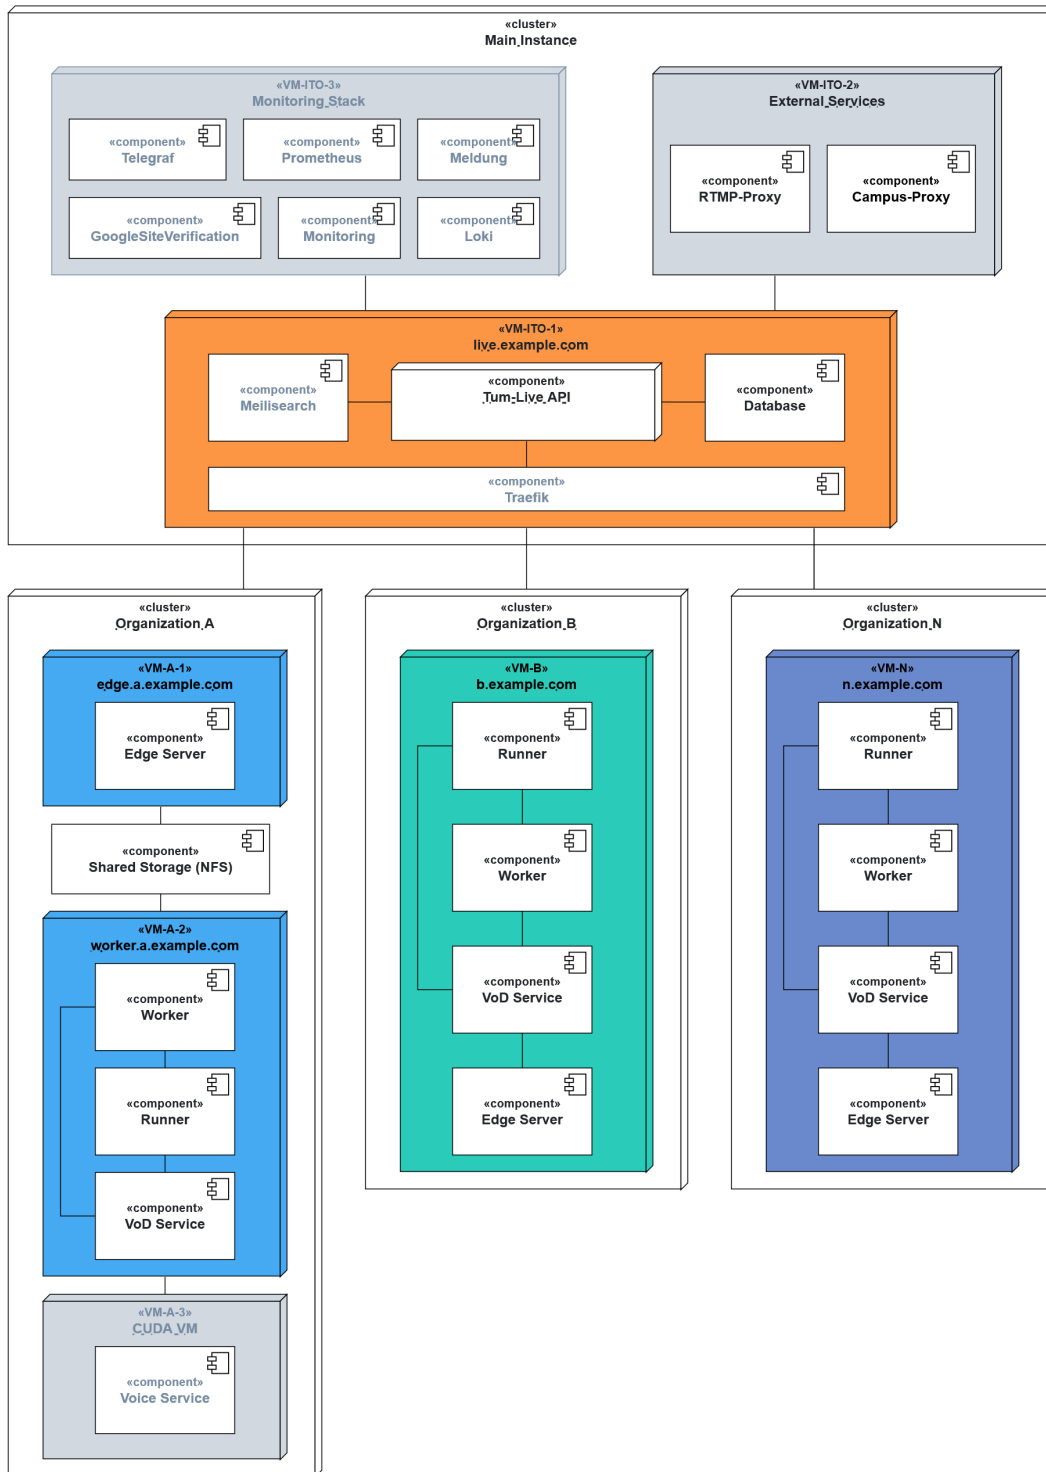 «cluster»
Main Instance
«VM-ITO-3»
Monitoring Stack
«component»
Telegraf
«component»
Prometheus
«component»
Meldung
«component»
GoogleSiteVerification
«component»
Monitoring
«component»
Loki
«VM-ITO-2»
External Services
«component»
RTMP-Proxy
«component»
Campus-Proxy
«VM-ITO-1»
live.example.com
«component»
Meilisearch
«component»
Tum-Live API
«component»
Database
«component»
Traefik
«cluster»
Organization A
«VM-A-1»
edge.a.example.com
«component»
Edge Server
«component»
Shared Storage (NFS)
«VM-A-2»
worker.a.example.com
«component»
Worker
«component»
Runner
«component»
VoD Service
«VM-A-3»
CUDA VM
«component»
Voice Service
«cluster»
Organization B
«VM-B»
b.example.com
«component»
Runner
«component»
Worker
«component»
VoD Service
«component»
Edge Server
«cluster»
Organization N
«VM-N»
n.example.com
«component»
Runner
«component»
Worker
«component»
VoD Service
«component»
Edge Server